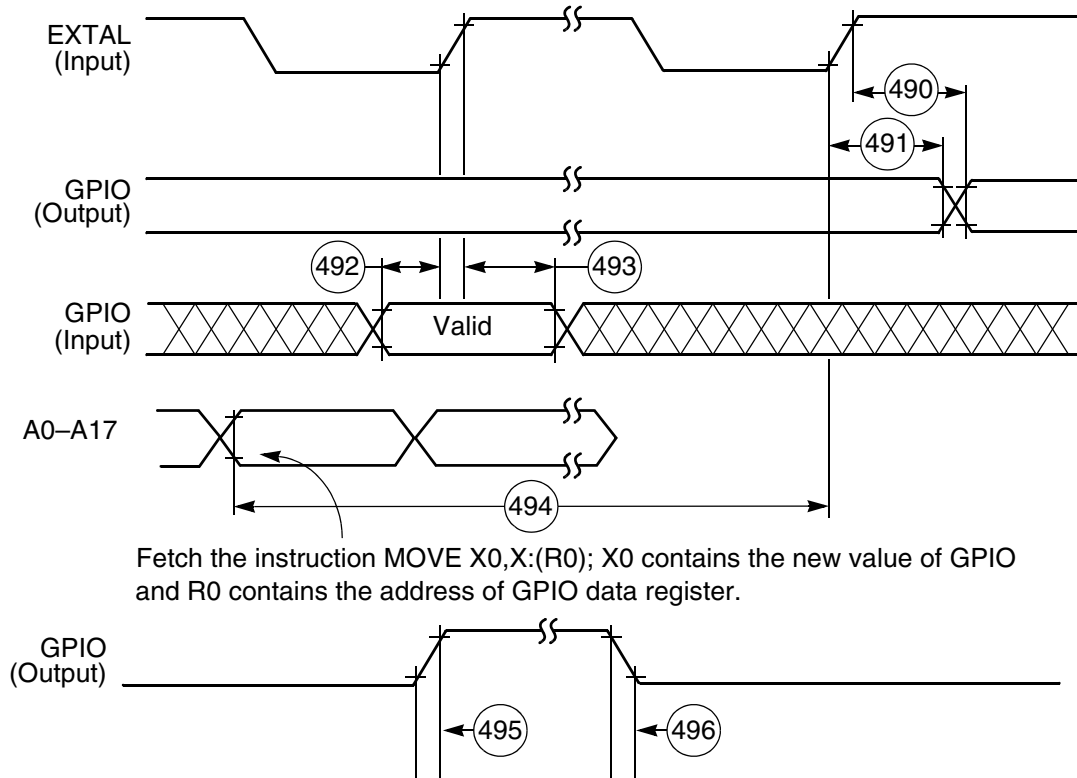 EXTAL
(Input)
490
491
GPIO
(Output)
492
493
GPIO
(Input)
Valid
A0–A17
494
Fetch the instruction MOVE X0,X:(R0); X0 contains the new value of GPIO
and R0 contains the address of GPIO data register.
GPIO
(Output)
495
496